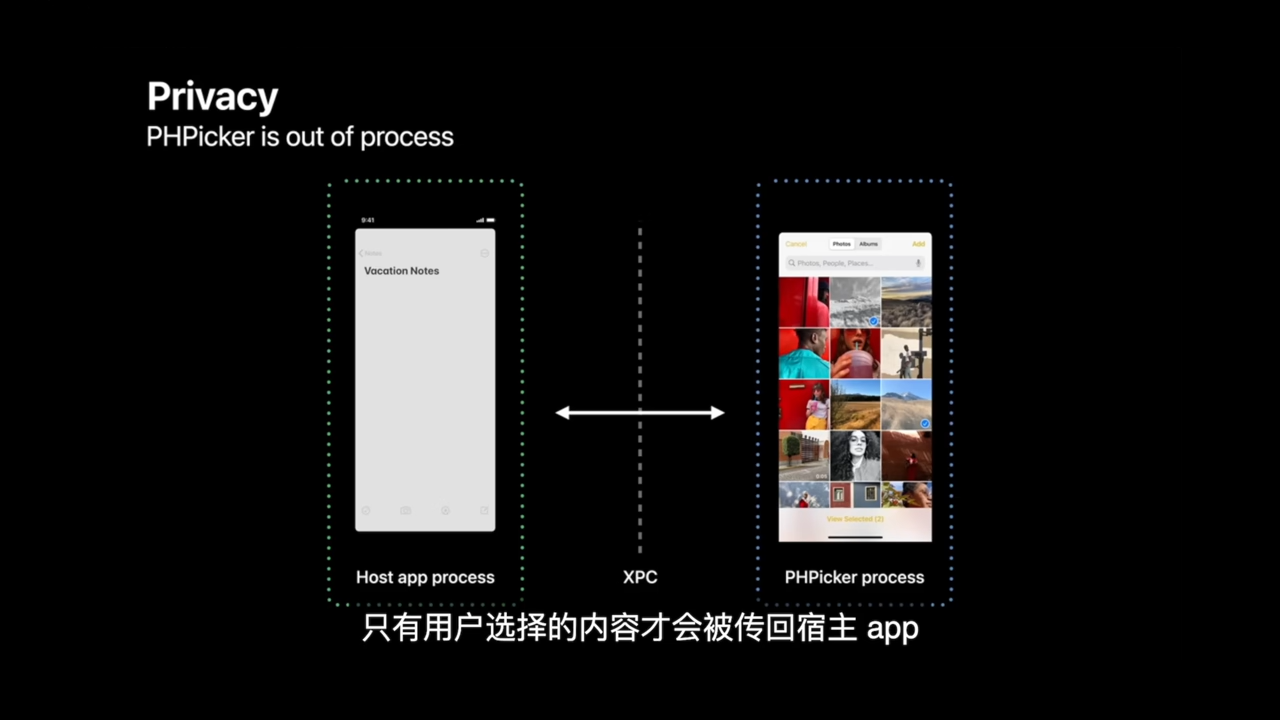 Privacy
PHPicker is out of process
9:41
Notes
Vacation Notes
Cancel
Photos
Albums
Add
Photos, People, Places...
View Selected (2)
Host app process
XPC
PHPicker process
只有用户选择的内容才会被传回宿主 app